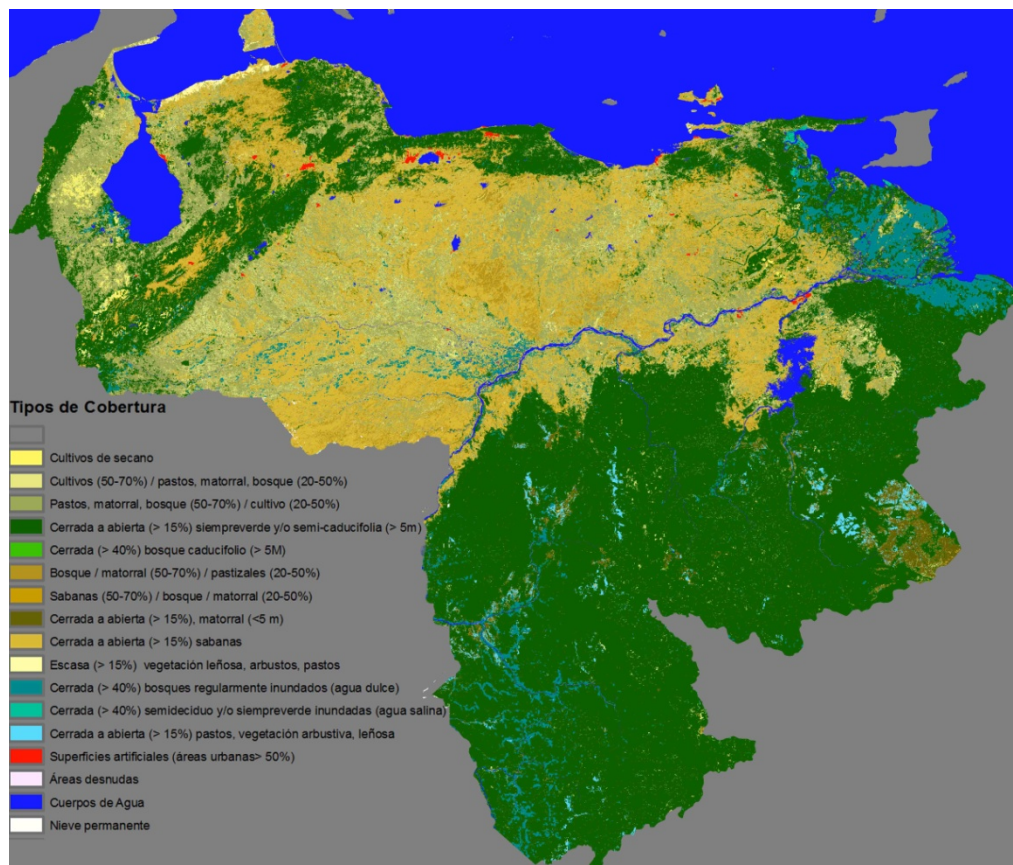 Tipos de Cobertura
Cultivos de secano
Cultivos (50-70%) / pastos, matorral, bosque (20-50%)
Pastos, matorral, bosque (50-70%) / cultivo (20-50%)
Cerrada a abierta (> 15%) siempreverde y/o semi-caducifolia (> 5m)
Cerrada (> 40%) bosque caducifolio (> 5M)
Bosque / matorral (50-70%) / pastizales (20-50%)
Sabanas (50-70%) / bosque / matorral (20-50%)
Cerrada a abierta (> 15%), matorral (<5 m)
Cerrada a abierta (> 15%) sabanas
Escasa (> 15%) vegetación leñosa, arbustos, pastos
Cerrada (> 40%) bosques regularmente inundados (agua dulce)
Cerrada (> 40%) semideciduo y/o siempreverde inundadas (agua salina)
Cerrada a abierta (> 15%) pastos, vegetación arbustiva, leñosa
Superficies artificiales (áreas urbanas> 50%)
Áreas desnudas
Cuerpos de Agua
Nieve permanente